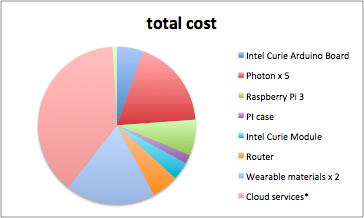 total cost
Intel Curie Arduino Board
Photon x 5
Raspberry Pi 3
PI case
Intel Curie Module
Router
Wearable materials x 2
Cloud services*